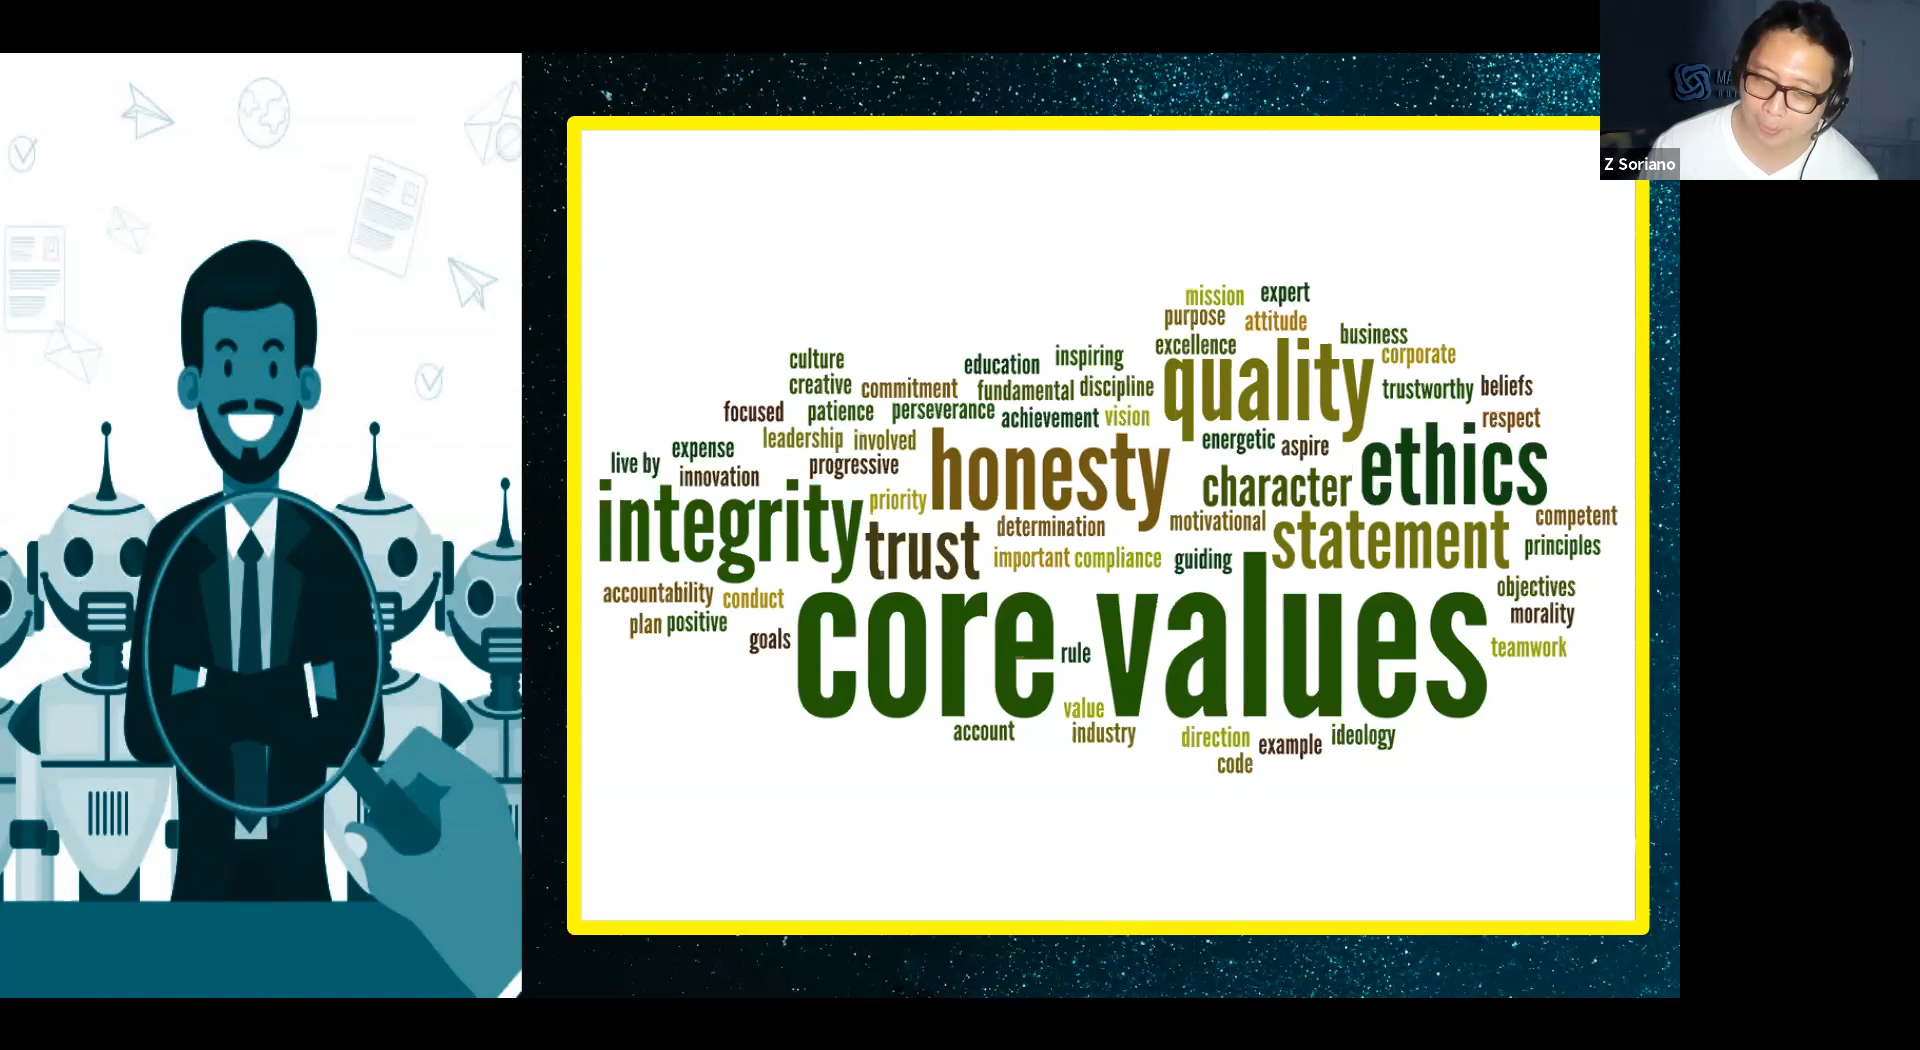 MA
Z Soriano
mission expert
purpose attitude
excellence business
quality corporate
culture education inspiring
creative commitment fundamental discipline trustworthy beliefs
focused patience perseverance achievement vision respect
leadership involved energetic aspire
expense honesty ethics
live by innovation progressive character
integrity priority
trust determination motivational statement competent
important compliance guiding principles
accountability conduct objectives
plan positive morality
goals core rule values teamwork
value
account industry direction example ideology
code